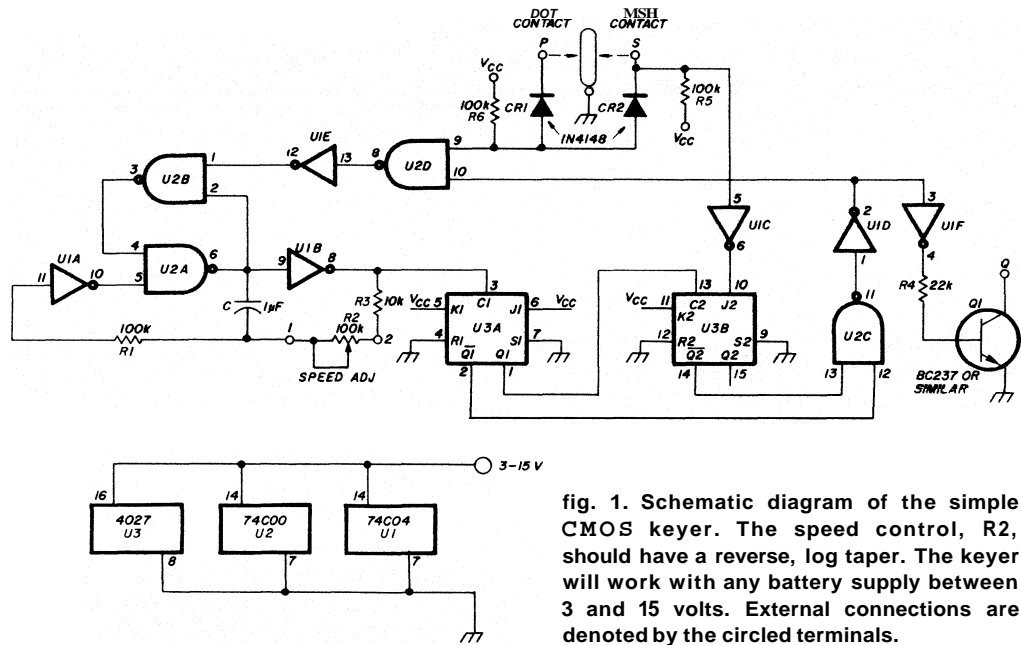 DOT CONTACT
MSH CONTACT
P
S
VCC
100k
R6
CR1
CR2
1N4148
100k
R5
VCC
U1E
12
13
8
U2D
9
10
3
U2B
1
2
4
5
U2A
6
U1A
11
10
9
U1B
8
C
1µF
R3
10k
R2
100k
1
2
SPEED ADJ
100k
R1
3
C1
VCC
5
K1
J1
6
VCC
U3A
4
R1
S1
7
Q1
Q1
2
1
5
U1C
6
13
10
C2
J2
VCC
11
K2
U3B
12
R2
S2
9
Q2
Q2
14
15
2
U1D
1
11
U2C
13
12
3
U1F
4
R4
22k
Q
Q1
BC237 OR
SIMILAR
3-15 V
16
4027
U3
8
14
74C00
U2
7
14
74C04
U1
7
fig. 1. Schematic diagram of the simple
CMOS keyer. The speed control, R2,
should have a reverse, log taper. The keyer
will work with any battery supply between
3 and 15 volts. External connections are
denoted by the circled terminals.